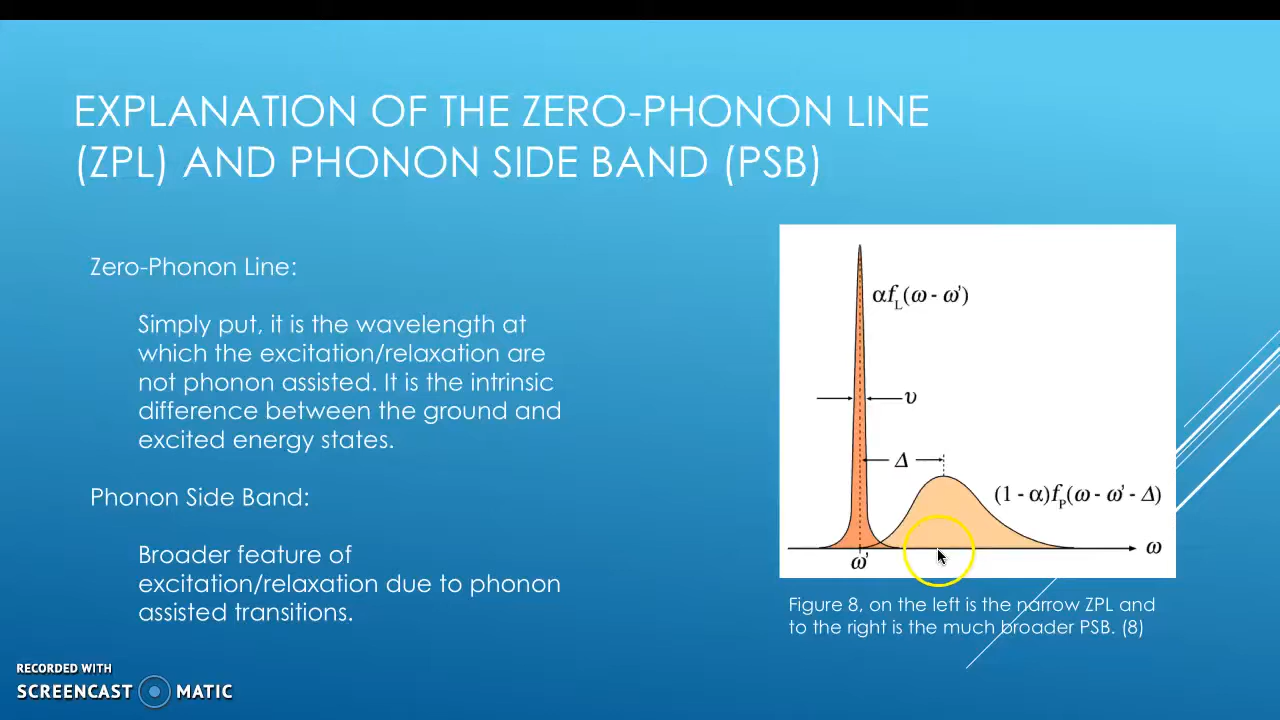 EXPLANATION OF THE ZERO-PHONON LINE
(ZPL) AND PHONON SIDE BAND (PSB)
Zero-Phonon Line:
Simply put, it is the wavelength at
which the excitation/relaxation are
not phonon assisted. It is the intrinsic
difference between the ground and
excited energy states.
Phonon Side Band:
Broader feature of
excitation/relaxation due to phonon
assisted transitions.
αf_L(ω - ω')
υ
Δ
(1 - α)f_P(ω - ω' - Δ)
ω
ω'
Figure 8, on the left is the narrow ZPL and
to the right is the much broader PSB. (8)
RECORDED WITH
SCREENCAST MATIC